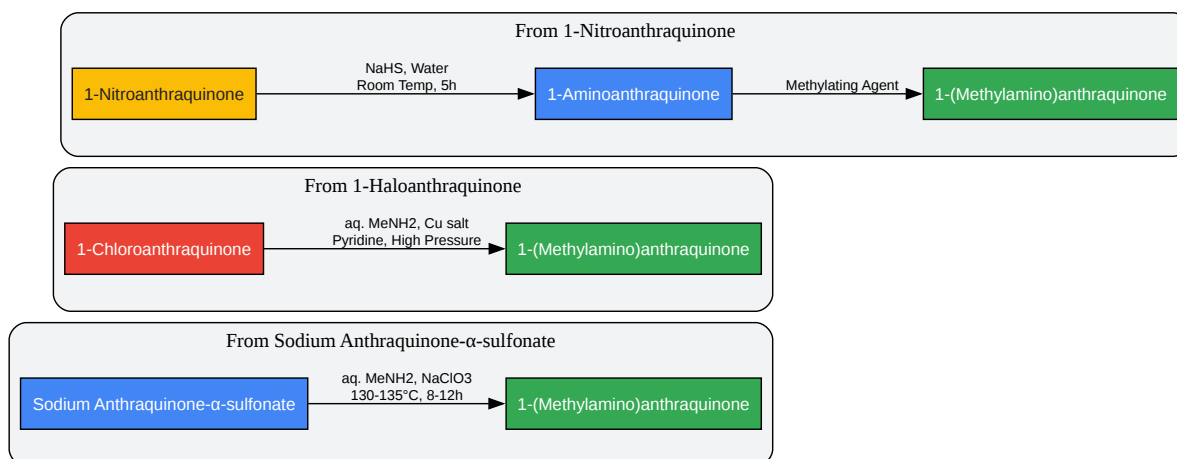 From 1-Nitroanthraquinone
1-Nitroanthraquinone
NaHS, Water
Room Temp, 5h
1-Aminoanthraquinone
Methylating Agent
1-(Methylamino)anthraquinone
From 1-Haloanthraquinone
1-Chloroanthraquinone
aq. MeNH2, Cu salt
Pyridine, High Pressure
1-(Methylamino)anthraquinone
From Sodium Anthraquinone-α-sulfonate
Sodium Anthraquinone-α-sulfonate
aq. MeNH2, NaClO3
130-135°C, 8-12h
1-(Methylamino)anthraquinone